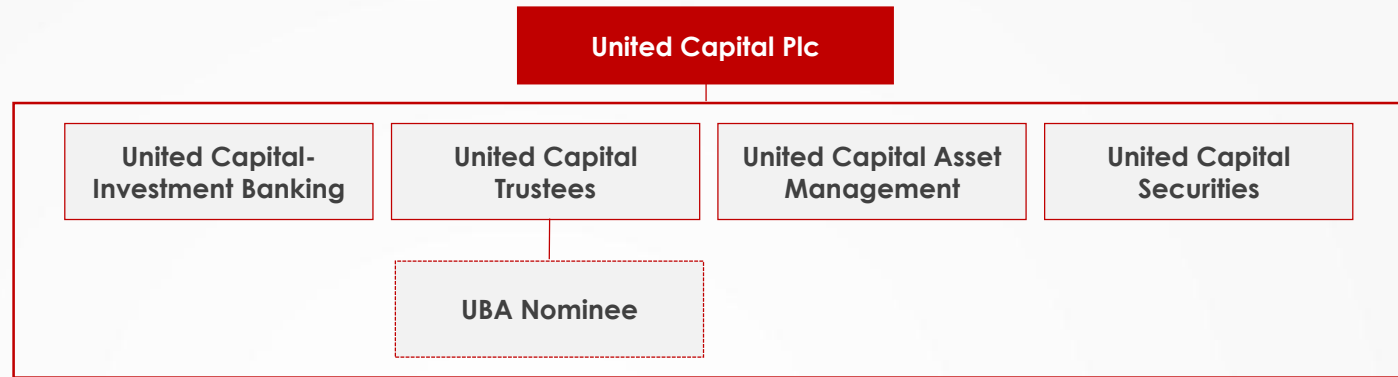 United Capital Plc
United Capital-
Investment Banking
United Capital
Trustees
United Capital Asset
Management
United Capital
Securities
UBA Nominee